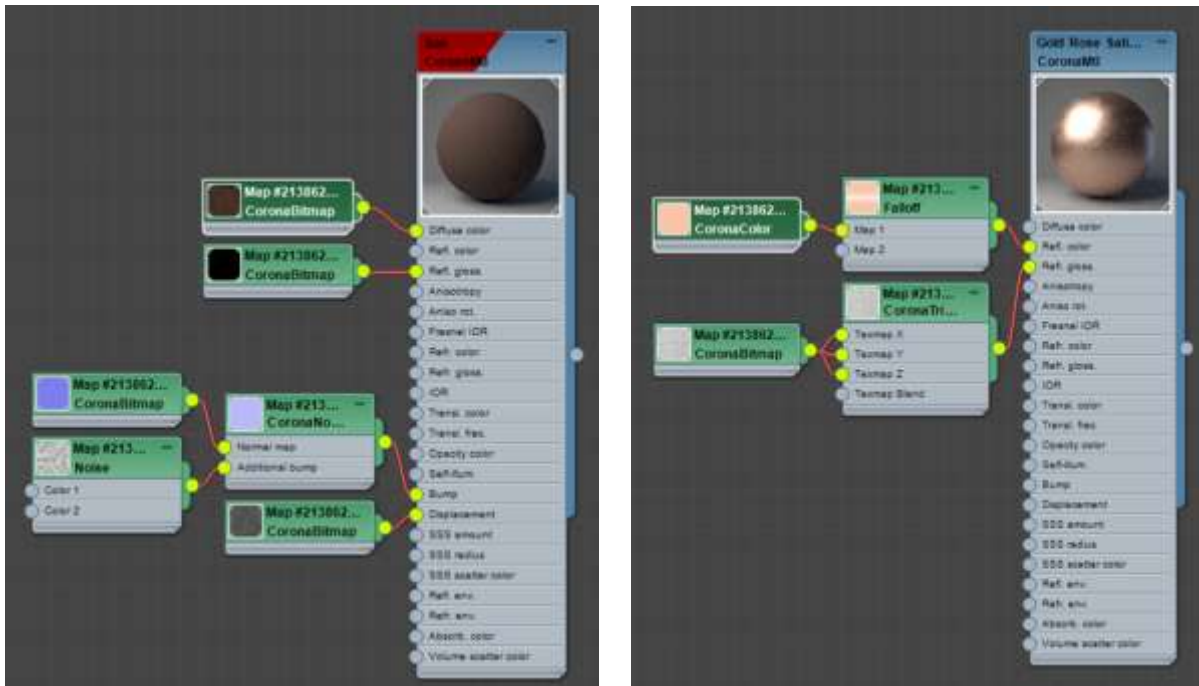 CoronaMtl
Map #213862...
CoronaBitmap
Map #213862...
CoronaBitmap
Diffuse color
Refl. color
Refl. gloss.
Anisotropy
Aniso rot.
Fresnel IOR
Refr. color
Refr. gloss.
IOR
Transl. color
Transl. frac.
Opacity color
Self-Illum
Bump
Displacement
SSS amount
SSS radius
SSS scatter color
Refl. env.
Refr. env.
Absorb. color
Volume scatter color
Map #213862...
CoronaBitmap
Map #213...
Noise
Color 1
Color 2
Map #213...
CoronaNo...
Normal map
Additional bump
Map #213862...
CoronaBitmap
Gold Rose Sati...
CoronaMtl
Map #213862...
CoronaColor
Map #213...
Falloff
Map 1
Map 2
Map #213862...
CoronaBitmap
Map #213...
CoronaTri...
Texmap X
Texmap Y
Texmap Z
Texmap Blend
Diffuse color
Refl. color
Refl. gloss.
Anisotropy
Aniso rot.
Fresnel IOR
Refr. color
Refr. gloss.
IOR
Transl. color
Transl. frac.
Opacity color
Self-Illum
Bump
Displacement
SSS amount
SSS radius
SSS scatter color
Refl. env.
Refr. env.
Absorb. color
Volume scatter color